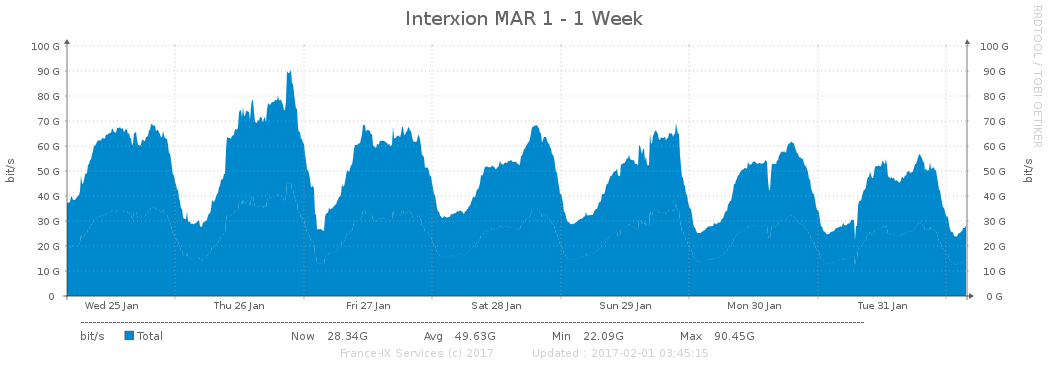 Interxion MAR 1 - 1 Week
RRDTOOL / TOBI OETIKER
bit/s
100 G 100 G
90 G 90 G
80 G 80 G
70 G 70 G
60 G 60 G
50 G 50 G
40 G 40 G
30 G 30 G
20 G 20 G
10 G 10 G
0 0 G
bit/s
Wed 25 Jan Thu 26 Jan Fri 27 Jan Sat 28 Jan Sun 29 Jan Mon 30 Jan Tue 31 Jan
bit/s Total Now 28.34G Avg 49.63G Min 22.09G Max 90.45G
France-IX Services (c) 2017 Updated : 2017-02-01 03:45:15